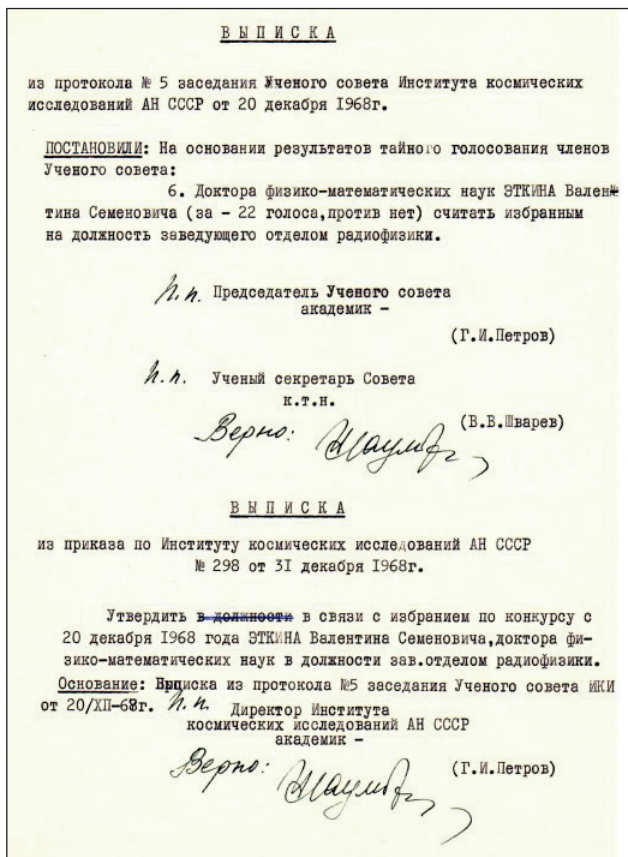 ВЫПИСКА
из протокола № 5 заседания Ученого совета Института космических
исследований АН СССР от 20 декабря 1968г.
ПОСТАНОВИЛИ: На основании результатов тайного голосования членов
Ученого совета:
6. Доктора физико-математических наук ЭТКИНА Вален-
тина Семеновича (за - 22 голоса,против нет) считать избранным
на должность заведующего отделом радиофизики.
П.п. Председатель Ученого совета
академик -
(Г.И.Петров)
П.п. Ученый секретарь Совета
к.т.н.
(В.В.Шварев)
Верно:
ВЫПИСКА
из приказа по Институту космических исследований АН СССР
№ 298 от 31 декабря 1968г.
Утвердить в должности в связи с избранием по конкурсу с
20 декабря 1968 года ЭТКИНА Валентина Семеновича,доктора фи-
зико-математических наук в должности зав.отделом радиофизики.
Основание: Выписка из протокола №5 заседания Ученого совета ИКИ
от 20/ХП-68г. П.п. Директор Института
космических исследований АН СССР
академик -
(Г.И.Петров)
Верно: